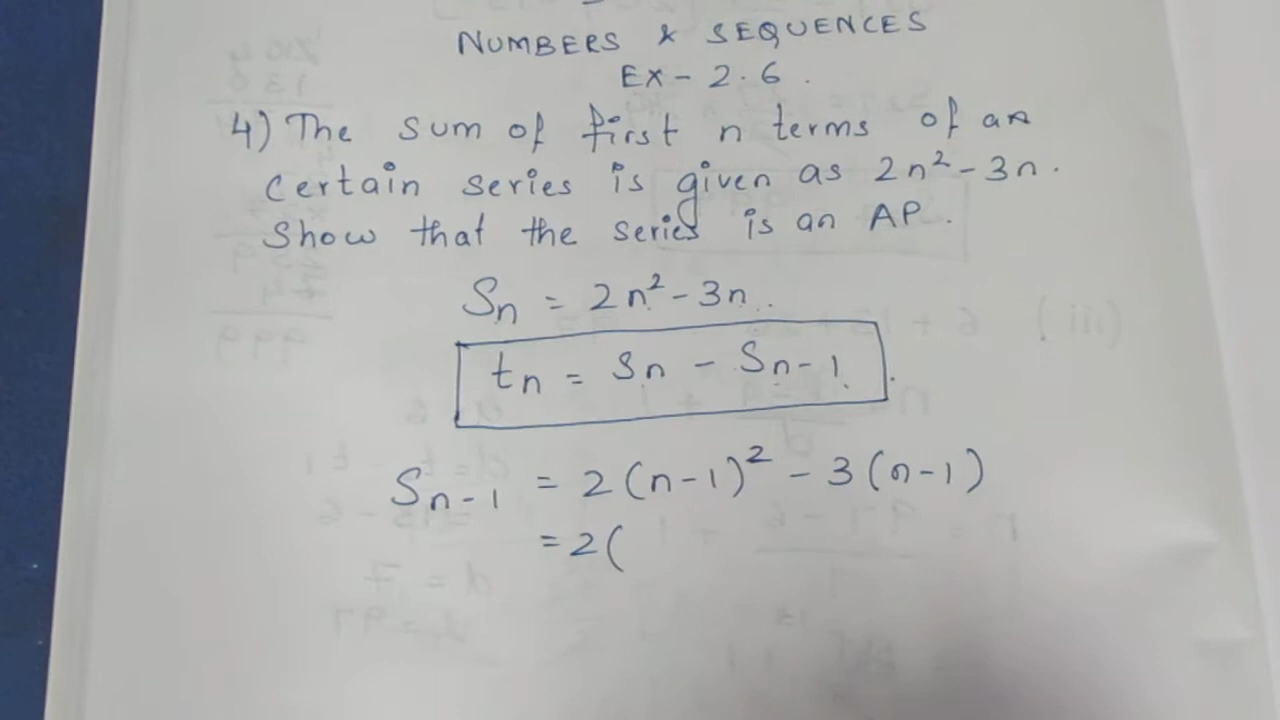 NUMBERS & SEQUENCES
EX - 2.6.
4) The sum of first n terms of an
certain series is given as 2n² - 3n.
Show that the series is an AP.
Sn = 2n² - 3n.
tn = Sn - Sn-1.
Sn-1 = 2(n-1)² - 3(n-1)
= 2(